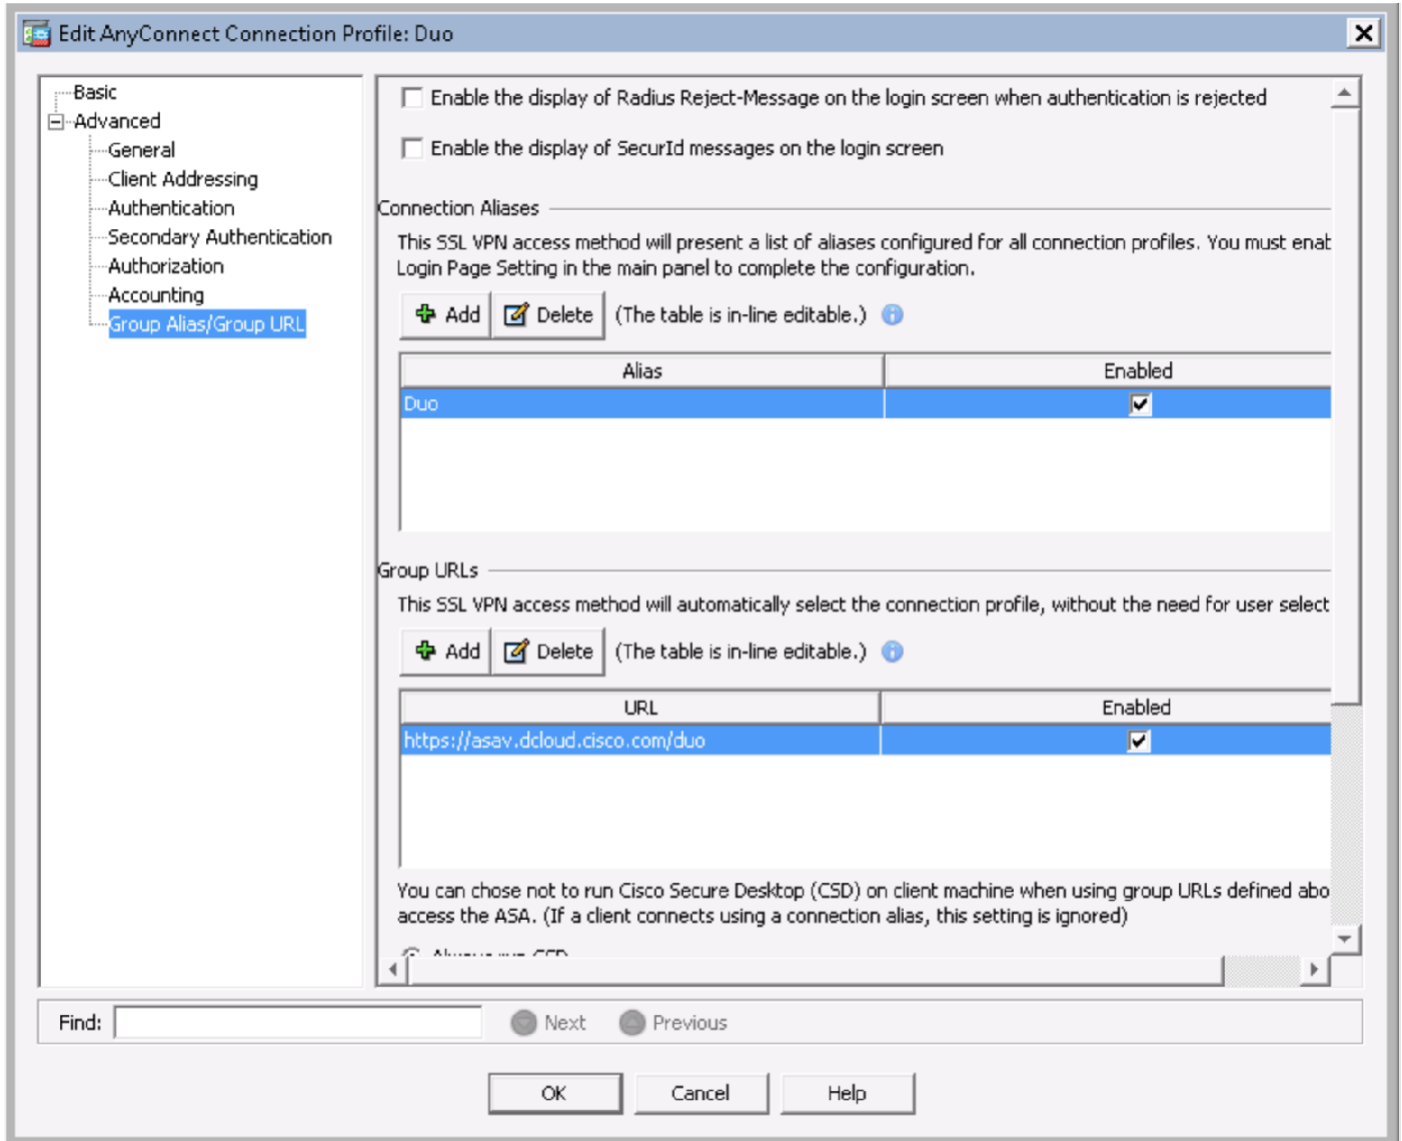 Edit AnyConnect Connection Profile: Duo
Basic
Advanced
General
Client Addressing
Authentication
Secondary Authentication
Authorization
Accounting
Group Alias/Group URL
Enable the display of Radius Reject-Message on the login screen when authentication is rejected
Enable the display of SecurId messages on the login screen
Connection Aliases
This SSL VPN access method will present a list of aliases configured for all connection profiles. You must enab
Login Page Setting in the main panel to complete the configuration.
Add Delete (The table is in-line editable.)
Alias Enabled
Duo
Group URLs
This SSL VPN access method will automatically select the connection profile, without the need for user select
Add Delete (The table is in-line editable.)
URL Enabled
https://asav.dcloud.cisco.com/duo
You can chose not to run Cisco Secure Desktop (CSD) on client machine when using group URLs defined abo
access the ASA. (If a client connects using a connection alias, this setting is ignored)
Always run CSD
Find: Next Previous
OK Cancel Help